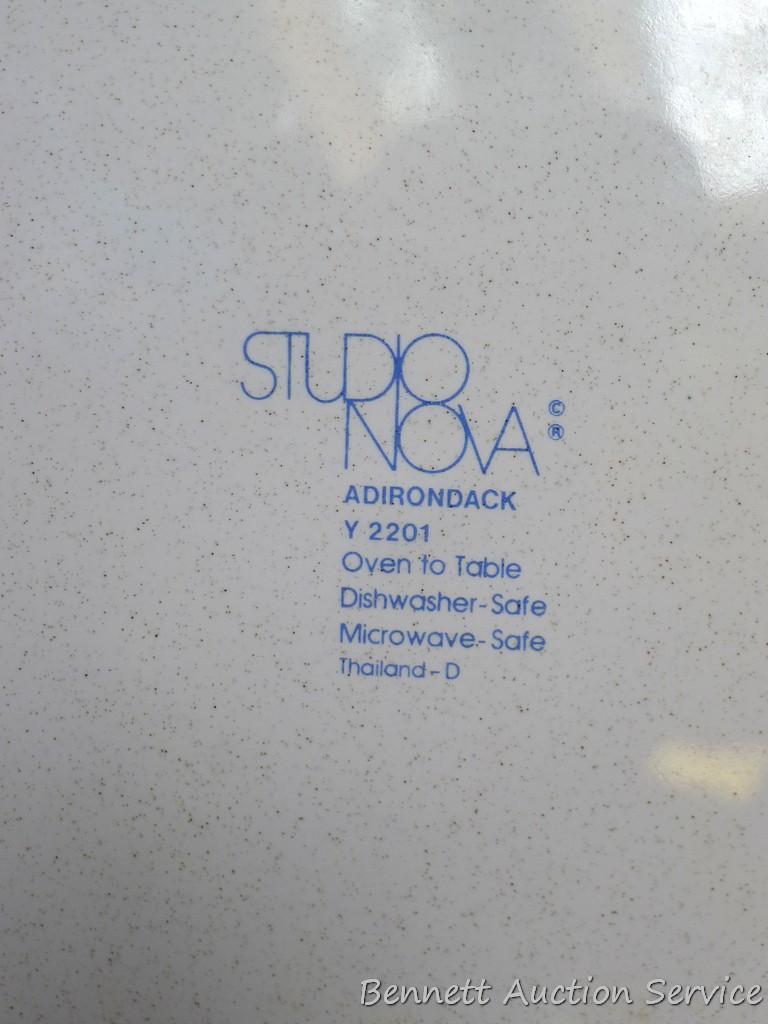 STUDIO
NOVA ©
®
ADIRONDACK
Y 2201
Oven to Table
Dishwasher-Safe
Microwave-Safe
Thailand-D
Bennett Auction Service